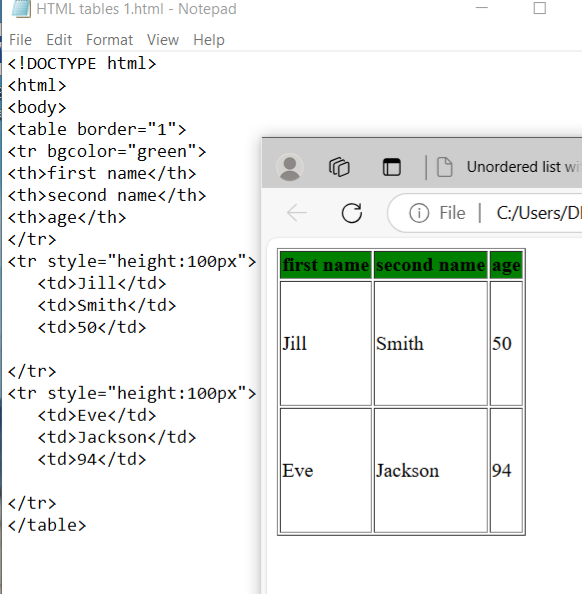 HTML tables 1.html - Notepad
File Edit Format View Help
<!DOCTYPE html>
<html>
<body>
<table border="1">
<tr bgcolor="green">
<th>first name</th>
<th>second name</th>
<th>age</th>
</tr>
<tr style="height:100px">
<td>Jill</td>
<td>Smith</td>
<td>50</td>
</tr>
<tr style="height:100px">
<td>Eve</td>
<td>Jackson</td>
<td>94</td>
</tr>
</table>
Unordered list wi
File | C:/Users/D
first name second name age
Jill Smith 50
Eve Jackson 94